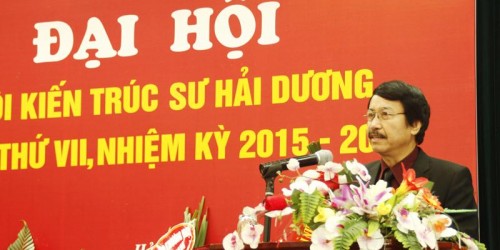 ĐẠI HỘI
ỘI KIẾN TRÚC SƯ HẢI DƯƠNG
THỨ VII, NHIỆM KỲ 2015 - 20